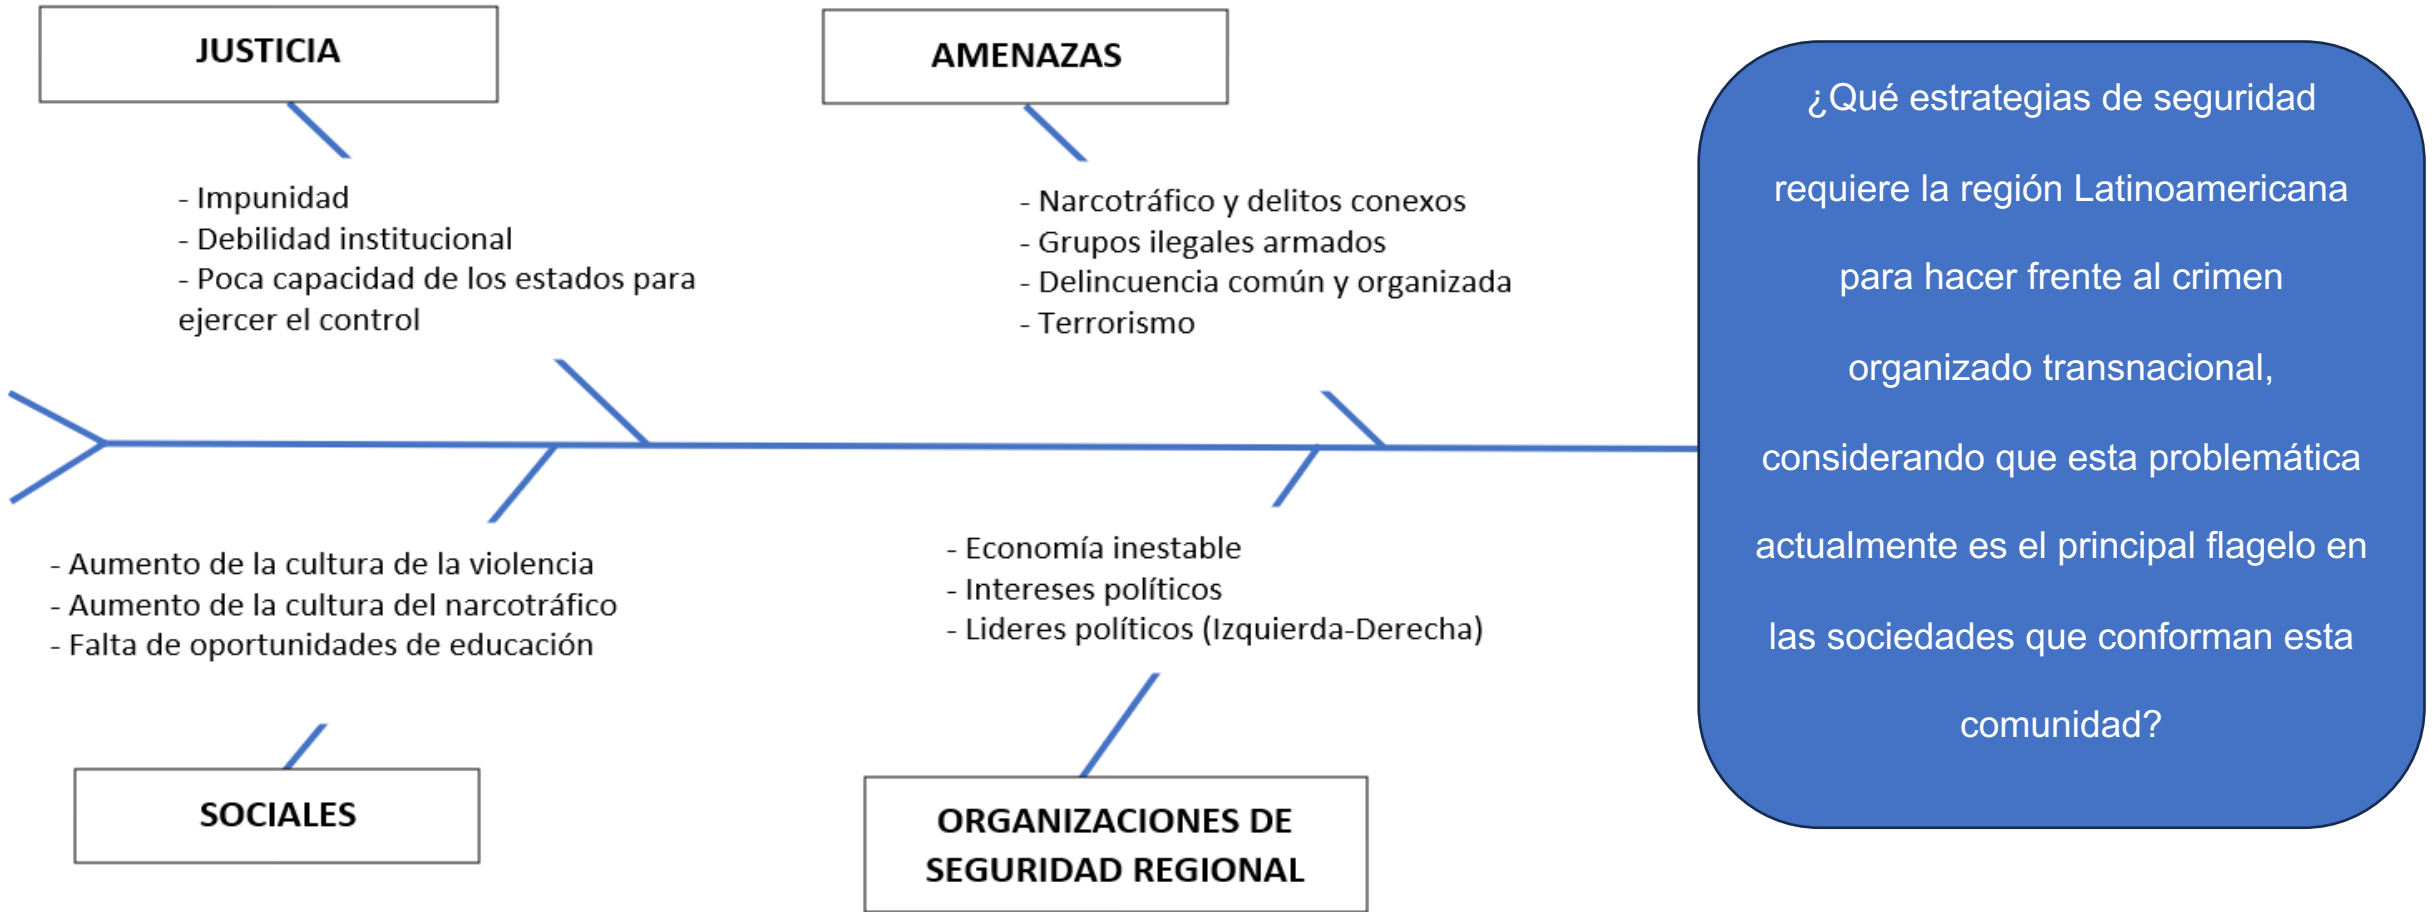 JUSTICIA
- Impunidad
- Debilidad institucional
- Poca capacidad de los estados para
ejercer el control
AMENAZAS
- Narcotráfico y delitos conexos
- Grupos ilegales armados
- Delincuencia común y organizada
- Terrorismo
- Aumento de la cultura de la violencia
- Aumento de la cultura del narcotráfico
- Falta de oportunidades de educación
SOCIALES
- Economía inestable
- Intereses políticos
- Lideres políticos (Izquierda-Derecha)
ORGANIZACIONES DE
SEGURIDAD REGIONAL
¿Qué estrategias de seguridad
requiere la región Latinoamericana
para hacer frente al crimen
organizado transnacional,
considerando que esta problemática
actualmente es el principal flagelo en
las sociedades que conforman esta
comunidad?